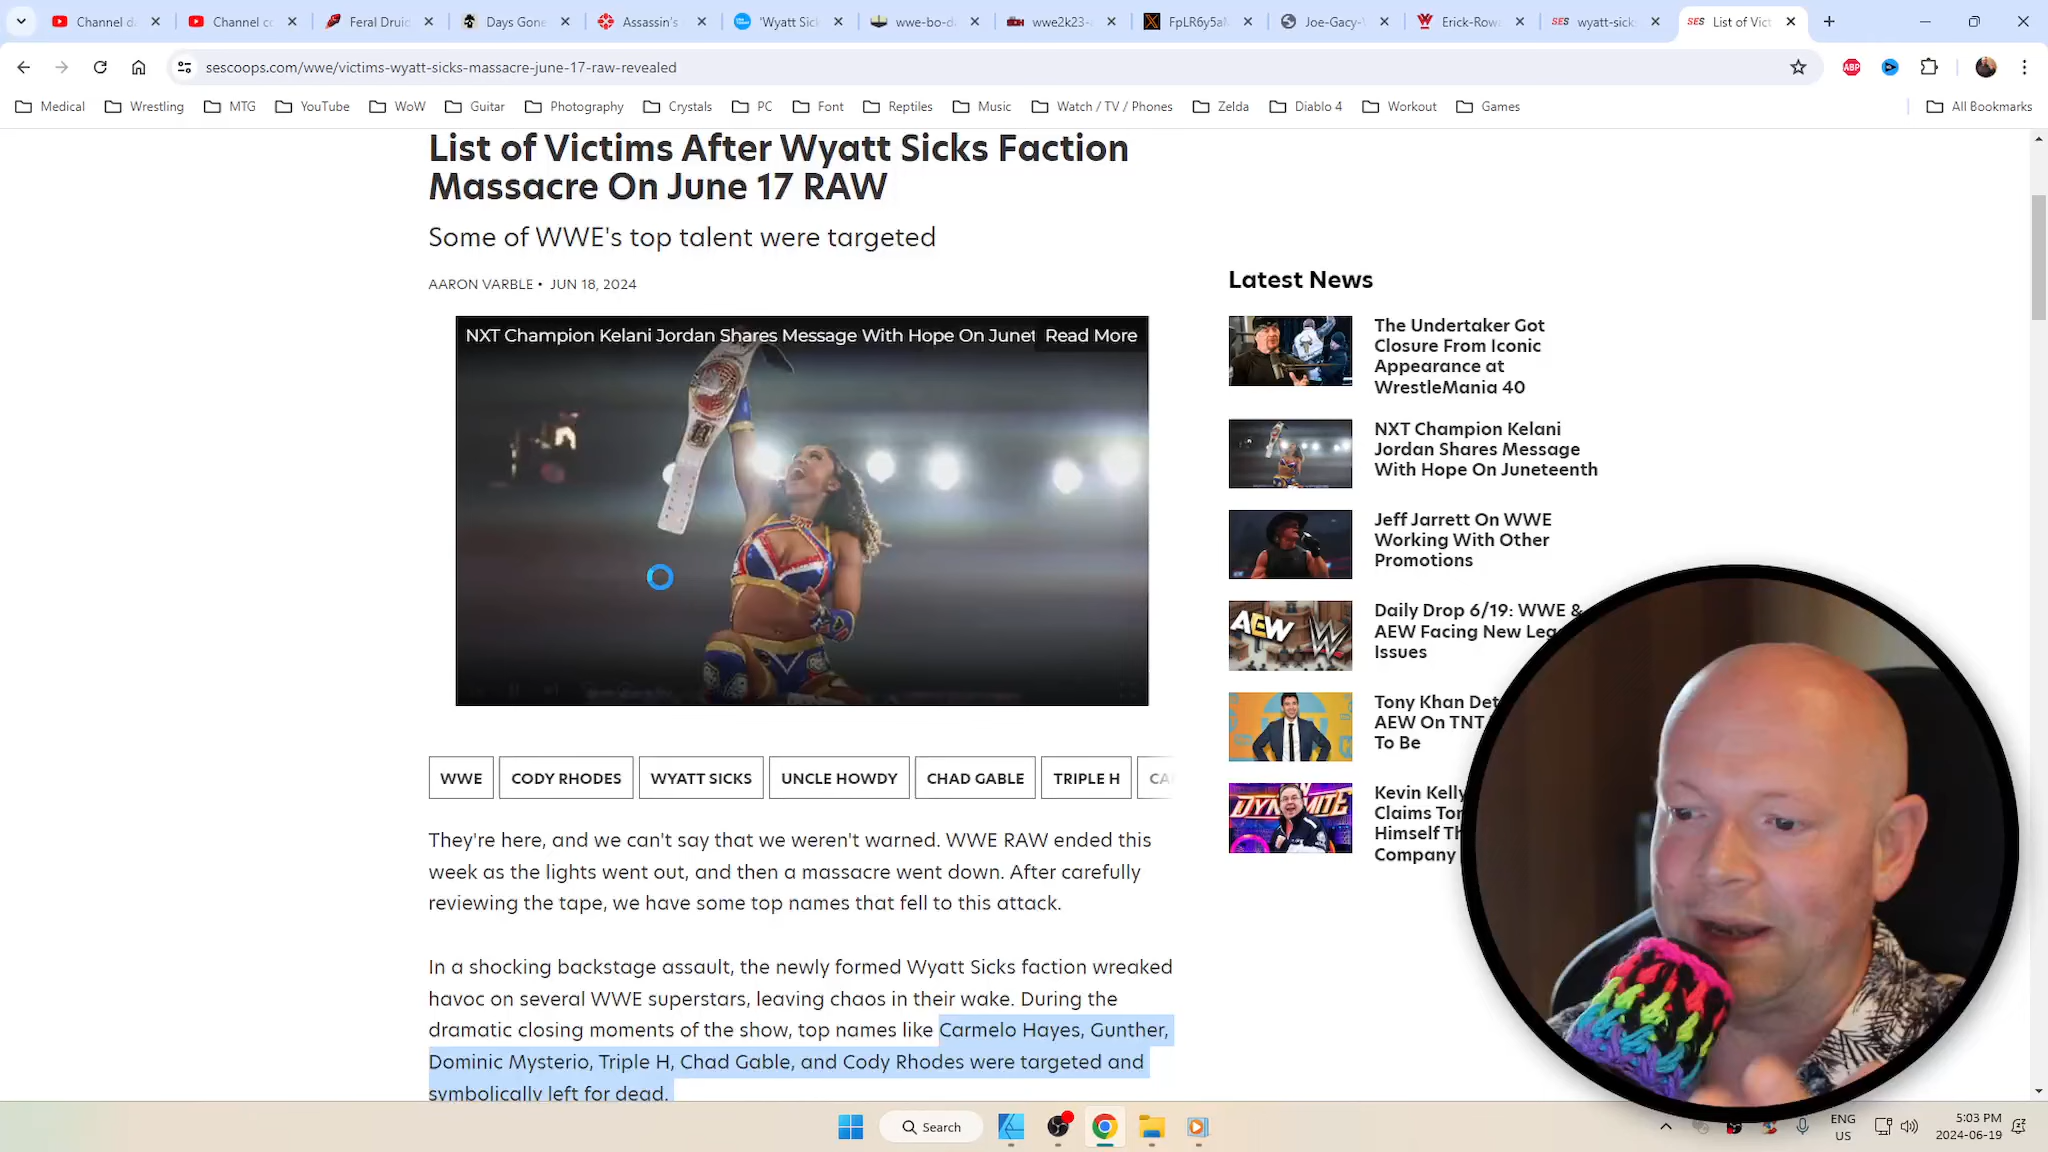 Channel da
Channel co
Feral Druid
Days Gone
Assassin's
'Wyatt Sick
wwe-bo-da
wwe2k23-
FpLR6y5aM
Joe-Gacy-W
Erick-Rowa
wyatt-sicks
List of Vict
sescoops.com/wwe/victims-wyatt-sicks-massacre-june-17-raw-revealed
ABP
Medical Wrestling MTG YouTube WoW Guitar Photography Crystals PC Font Reptiles Music Watch / TV / Phones Zelda Diablo 4 Workout Games All Bookmarks
List of Victims After Wyatt Sicks Faction
Massacre On June 17 RAW
Some of WWE's top talent were targeted
AARON VARBLE • JUN 18, 2024
NXT Champion Kelani Jordan Shares Message With Hope On Junet Read More
WWE CODY RHODES WYATT SICKS UNCLE HOWDY CHAD GABLE TRIPLE H CA
They're here, and we can't say that we weren't warned. WWE RAW ended this
week as the lights went out, and then a massacre went down. After carefully
reviewing the tape, we have some top names that fell to this attack.
In a shocking backstage assault, the newly formed Wyatt Sicks faction wreaked
havoc on several WWE superstars, leaving chaos in their wake. During the
dramatic closing moments of the show, top names like Carmelo Hayes, Gunther,
Dominic Mysterio, Triple H, Chad Gable, and Cody Rhodes were targeted and
symbolically left for dead.
Latest News
The Undertaker Got
Closure From Iconic
Appearance at
WrestleMania 40
NXT Champion Kelani
Jordan Shares Message
With Hope On Juneteenth
Jeff Jarrett On WWE
Working With Other
Promotions
AEW
Daily Drop 6/19: WWE &
AEW Facing New Leg
Issues
Tony Khan Det
AEW On TNT
To Be
DYNAMITE
Kevin Kelly
Claims Ton
Himself Th
Company
Search
ENG
US
5:03 PM
2024-06-19